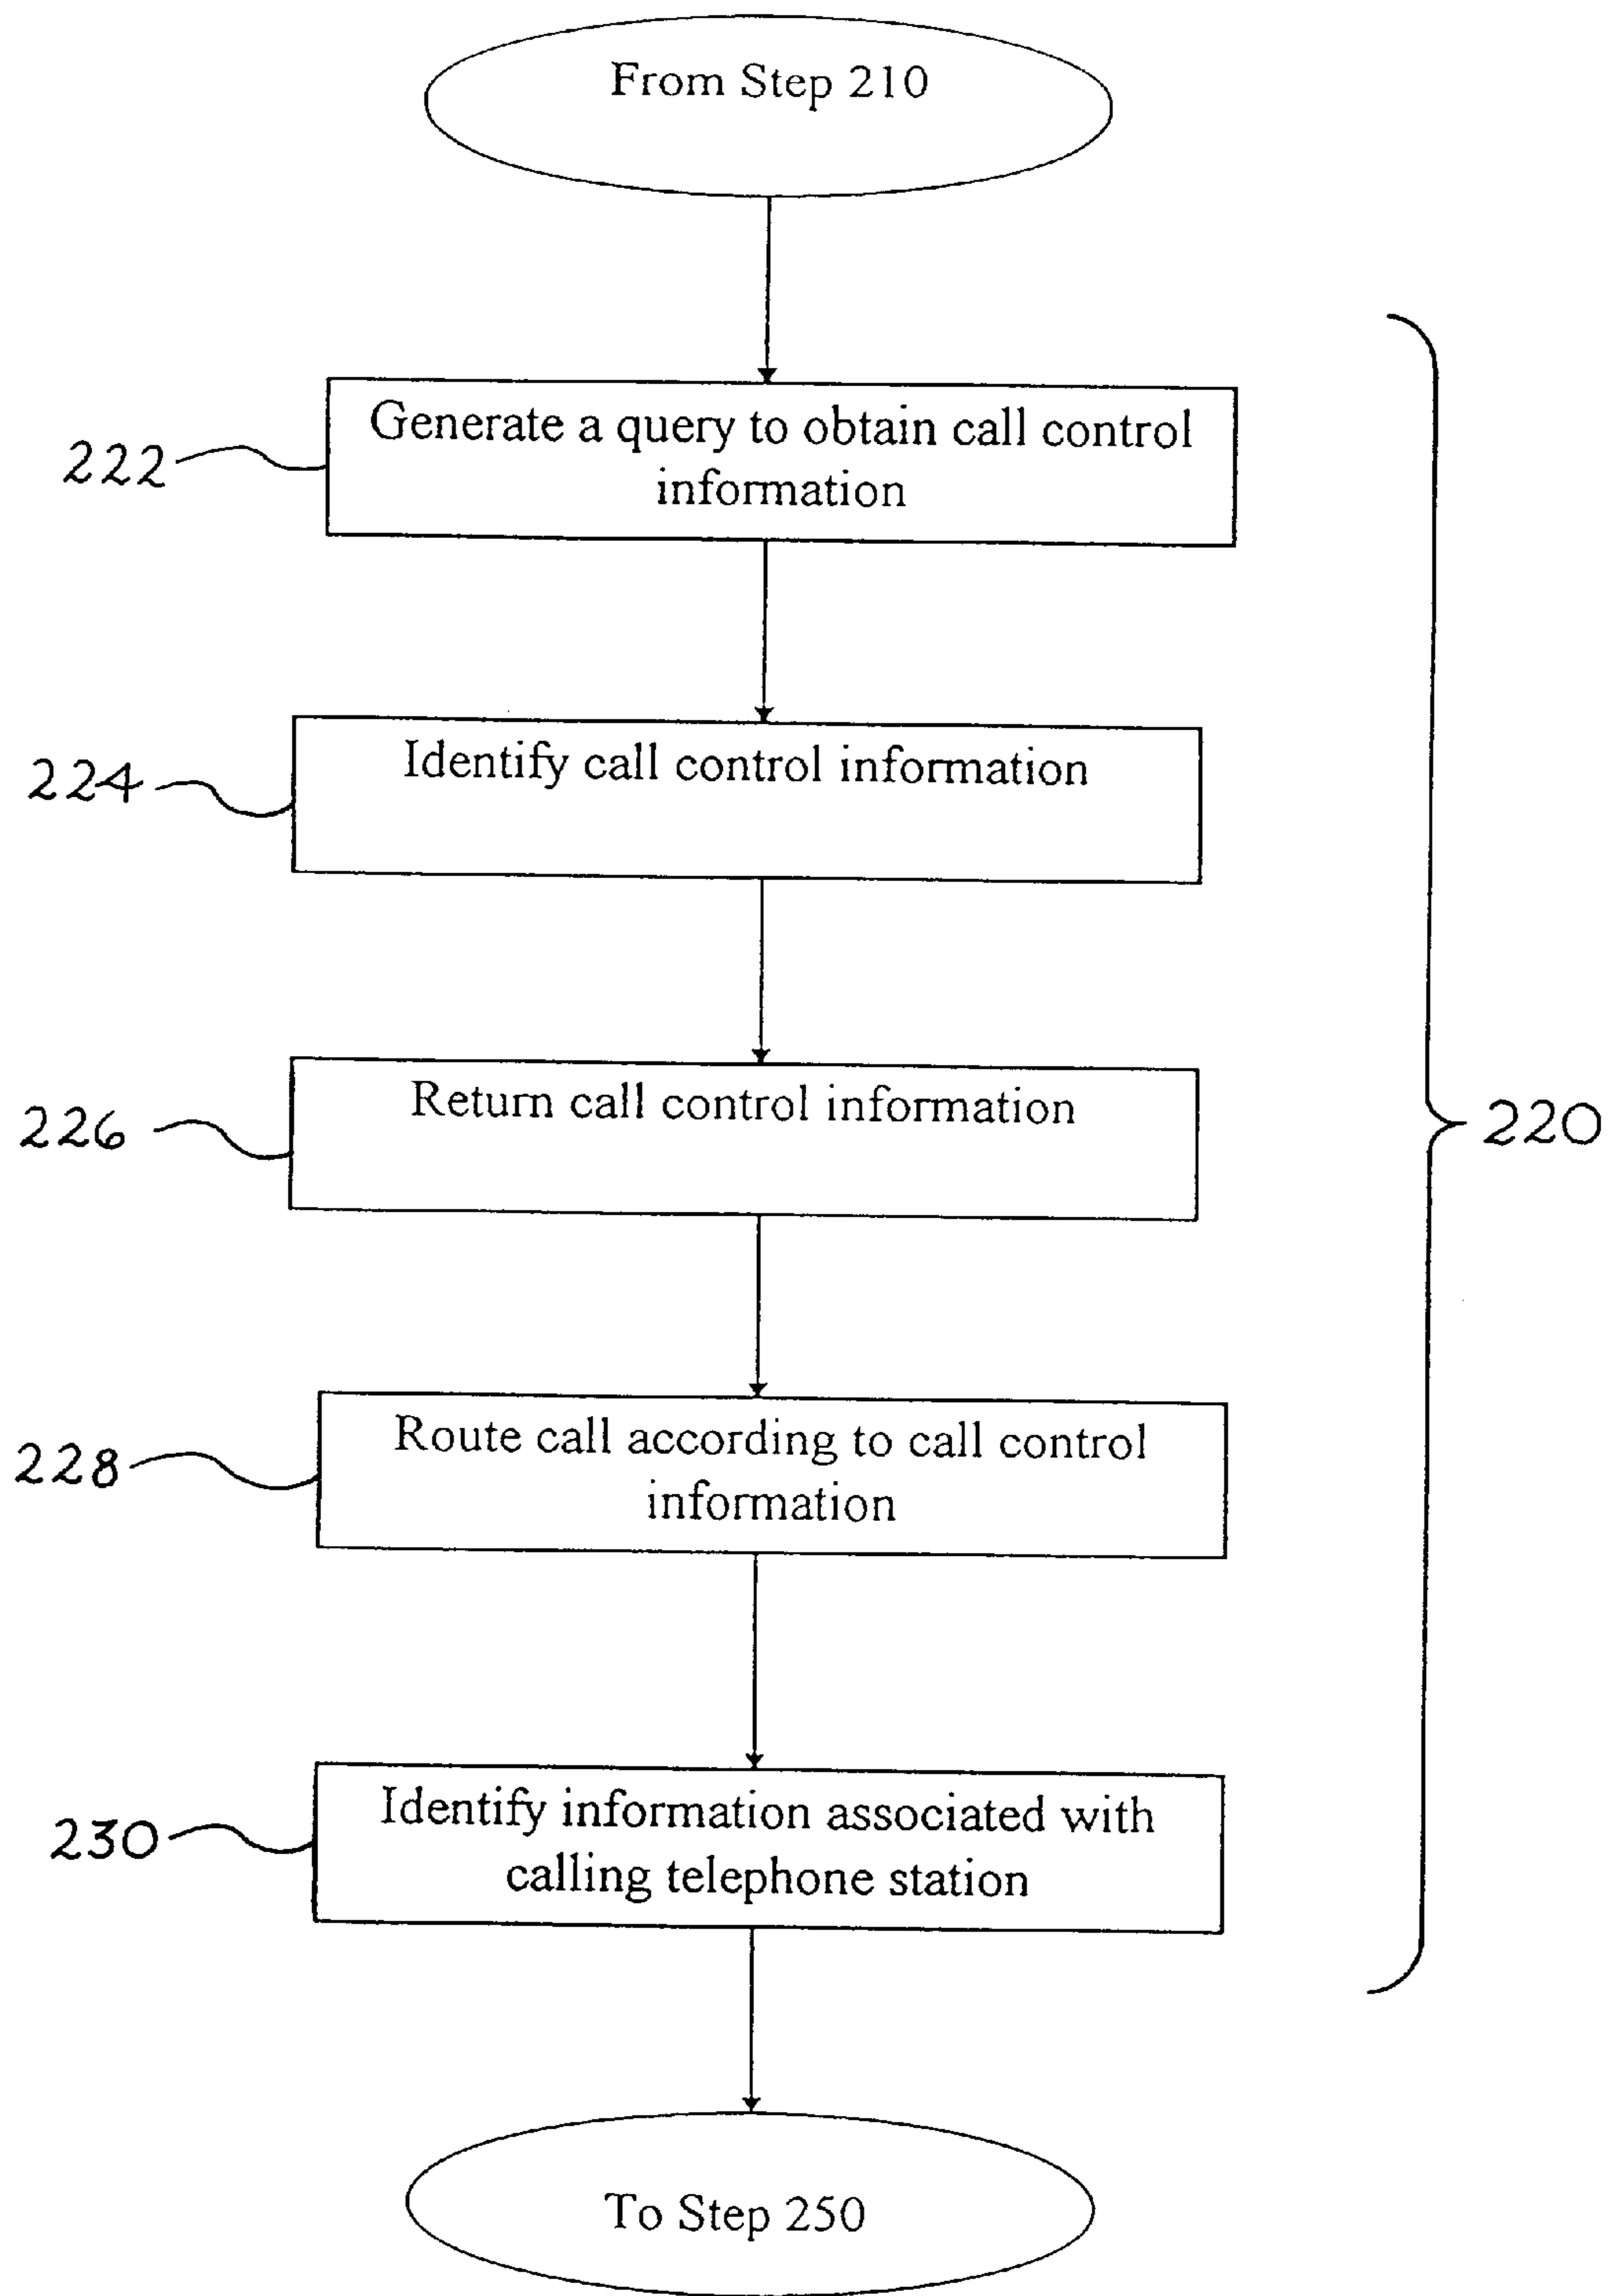 From Step 210
222
Generate a query to obtain call control
information
224
Identify call control information
226
Return call control information
220
228
Route call according to call control
information
230
Identify information associated with
calling telephone station
To Step 250